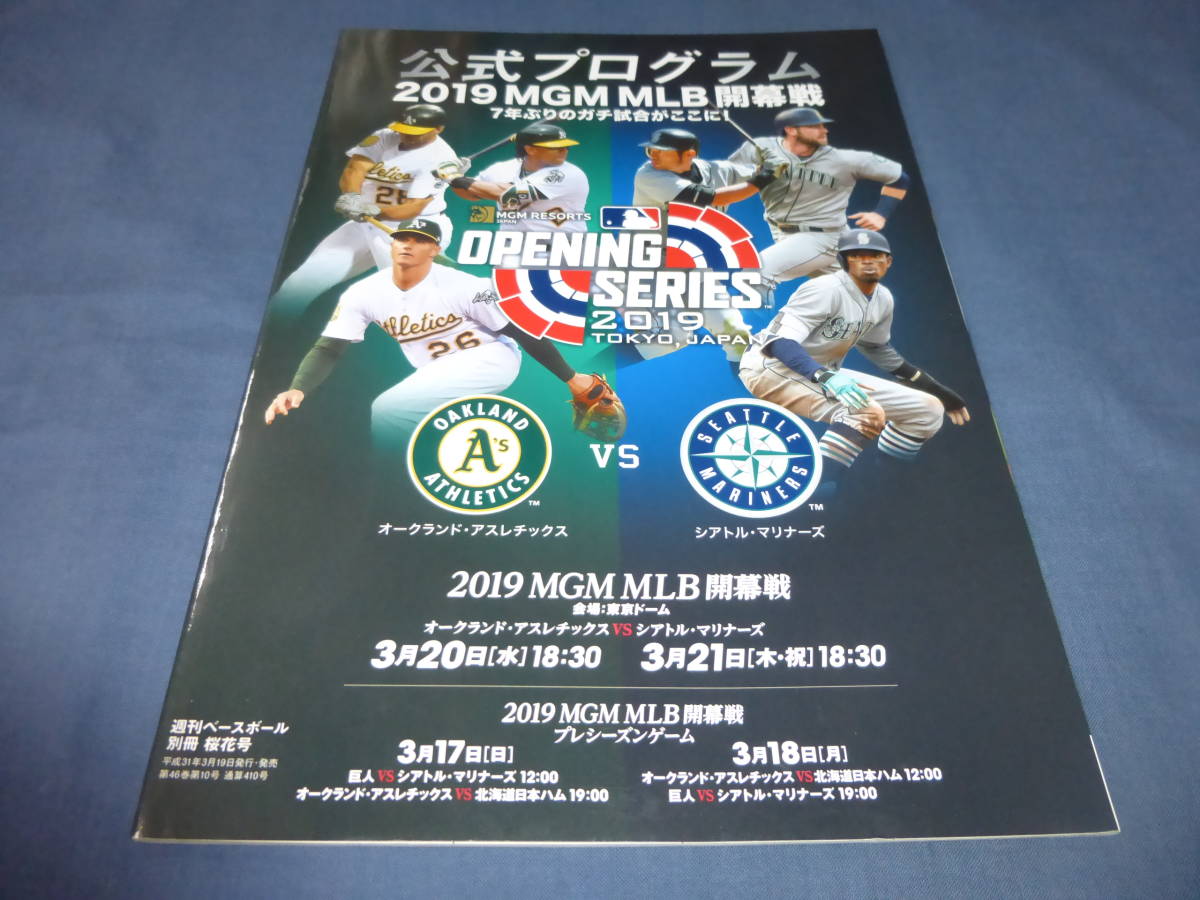 公式プログラム
2019 MGM MLB 開幕戦
7年ぶりのガチ試合がここに!
MGM RESORTS
JAPAN
OPENING
SERIES
2019
TOKYO, JAPAN
Athletics
26
OAKLAND
A's
ATHLETICS
TM
VS
SEATTLE
MARINERS
TM
オークランド・アスレチックス
シアトル・マリナーズ
2019 MGM MLB 開幕戦
会場:東京ドーム
オークランド・アスレチックス VS シアトル・マリナーズ
3月20日[水]18:30 3月21日[木・祝]18:30
2019 MGM MLB 開幕戦
プレシーズンゲーム
3月17日[日]
巨人 VS シアトル・マリナーズ 12:00
オークランド・アスレチックス VS 北海道日本ハム 19:00
3月18日[月]
オークランド・アスレチックス VS 北海道日本ハム 12:00
巨人 VS シアトル・マリナーズ 19:00
週刊ベースボール
別冊 桜花号
平成31年3月19日発行・発売
第46巻第10号 通算410号